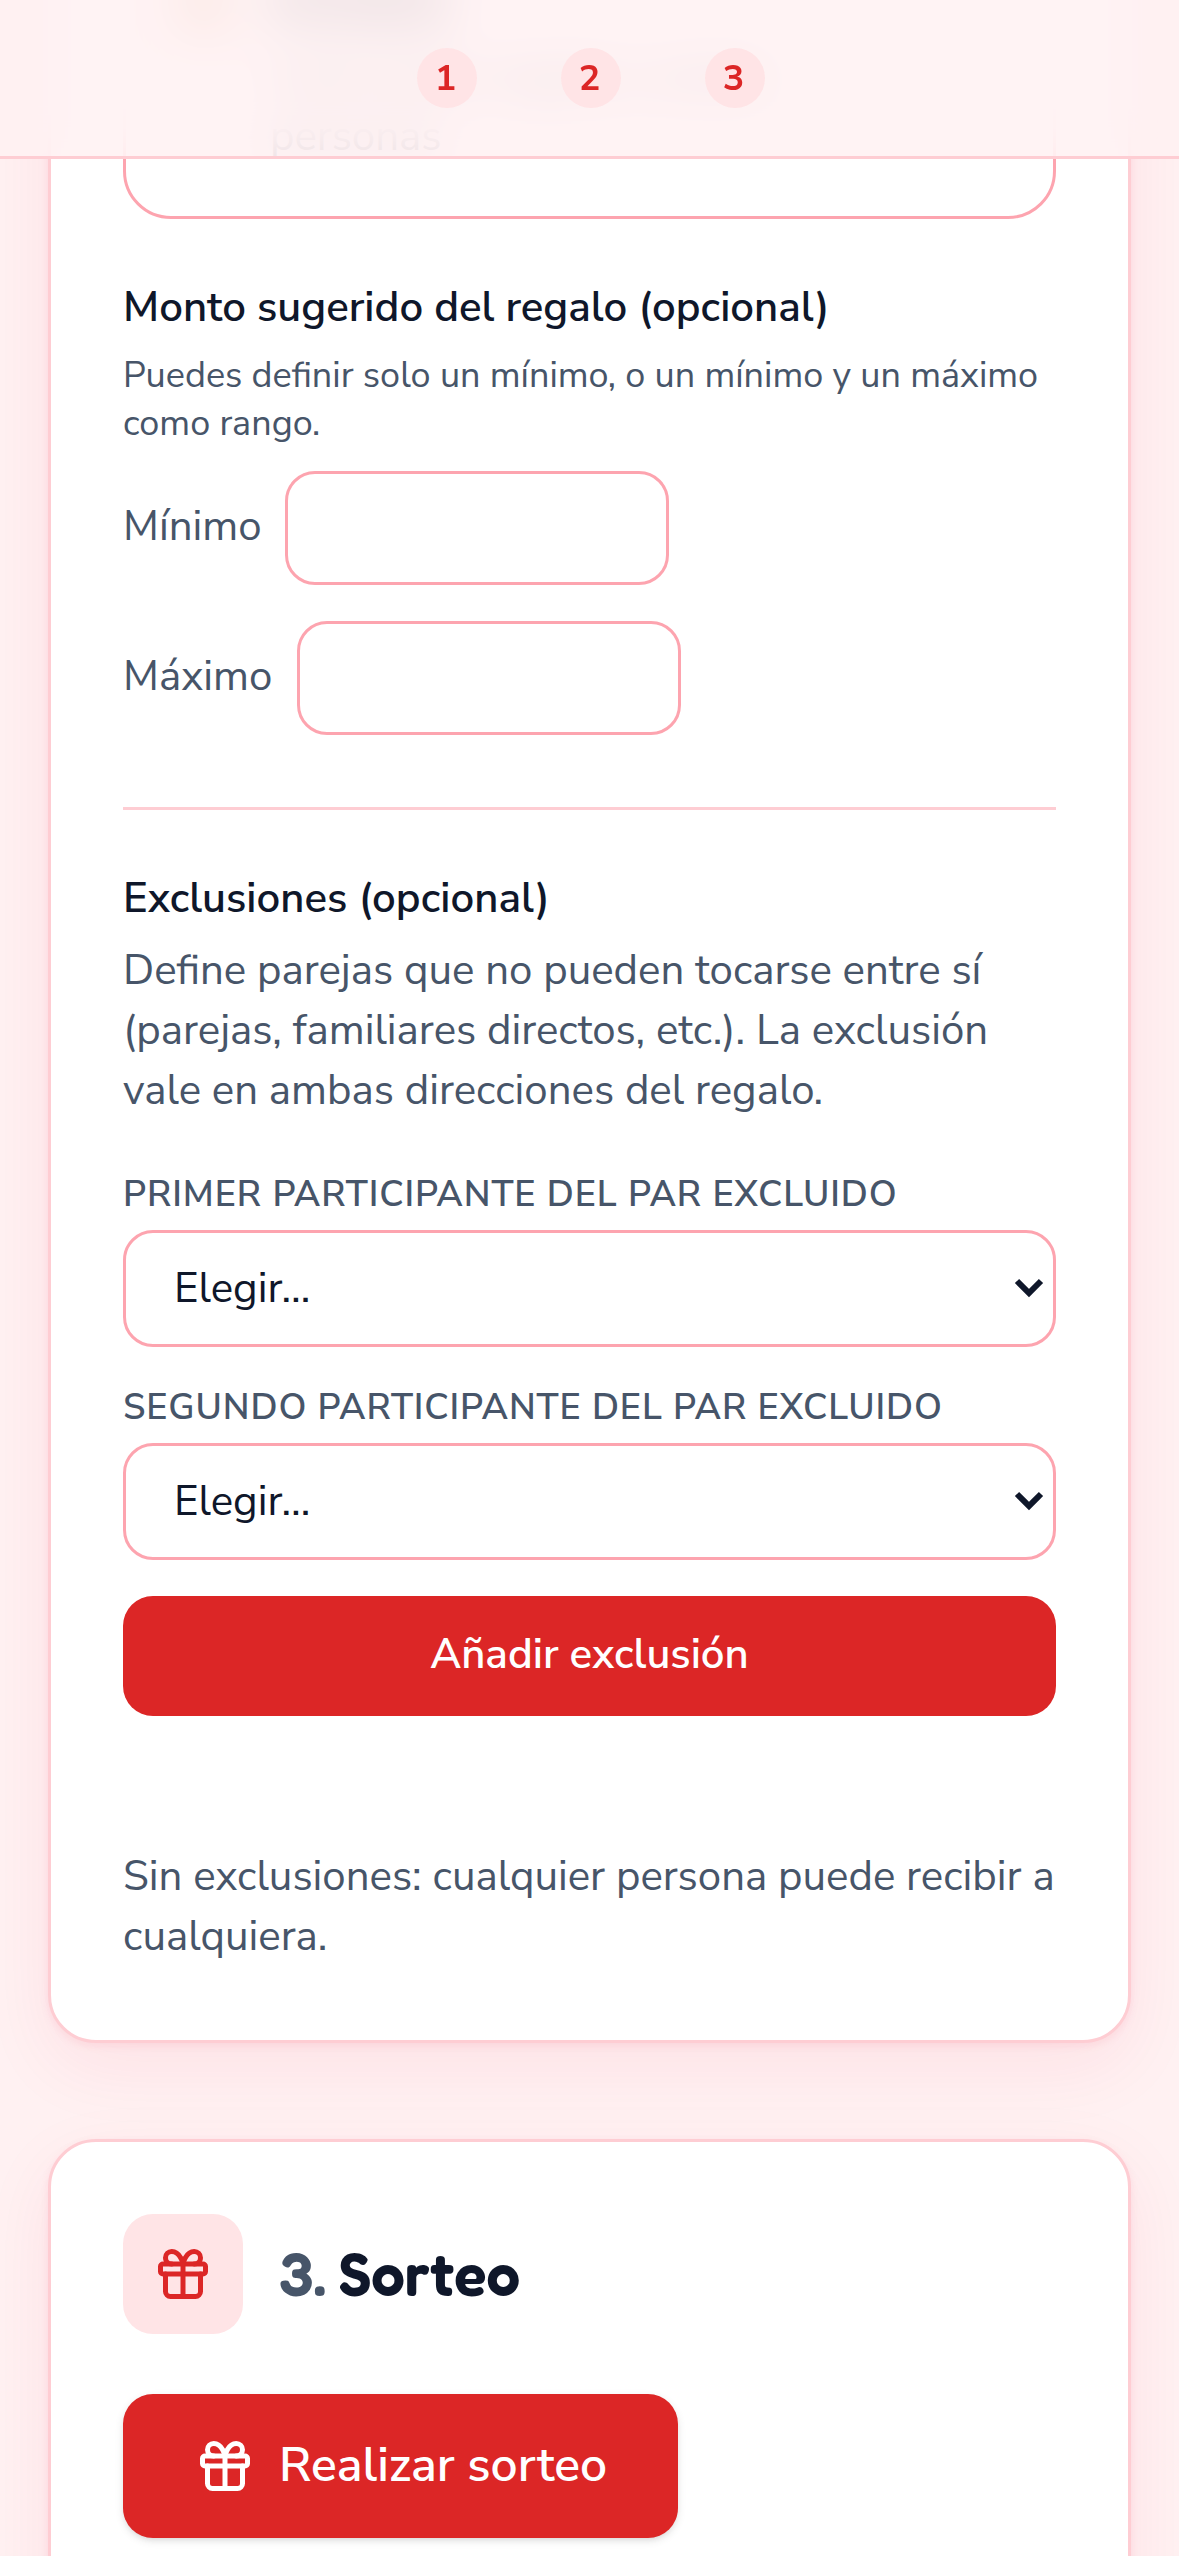 1 2 3
personas
Monto sugerido del regalo (opcional)
Puedes definir solo un mínimo, o un mínimo y un máximo
como rango.
Mínimo
Máximo
Exclusiones (opcional)
Define parejas que no pueden tocarse entre sí
(parejas, familiares directos, etc.). La exclusión
vale en ambas direcciones del regalo.
PRIMER PARTICIPANTE DEL PAR EXCLUIDO
Elegir...
SEGUNDO PARTICIPANTE DEL PAR EXCLUIDO
Elegir...
Añadir exclusión
Sin exclusiones: cualquier persona puede recibir a
cualquiera.
3. Sorteo
Realizar sorteo